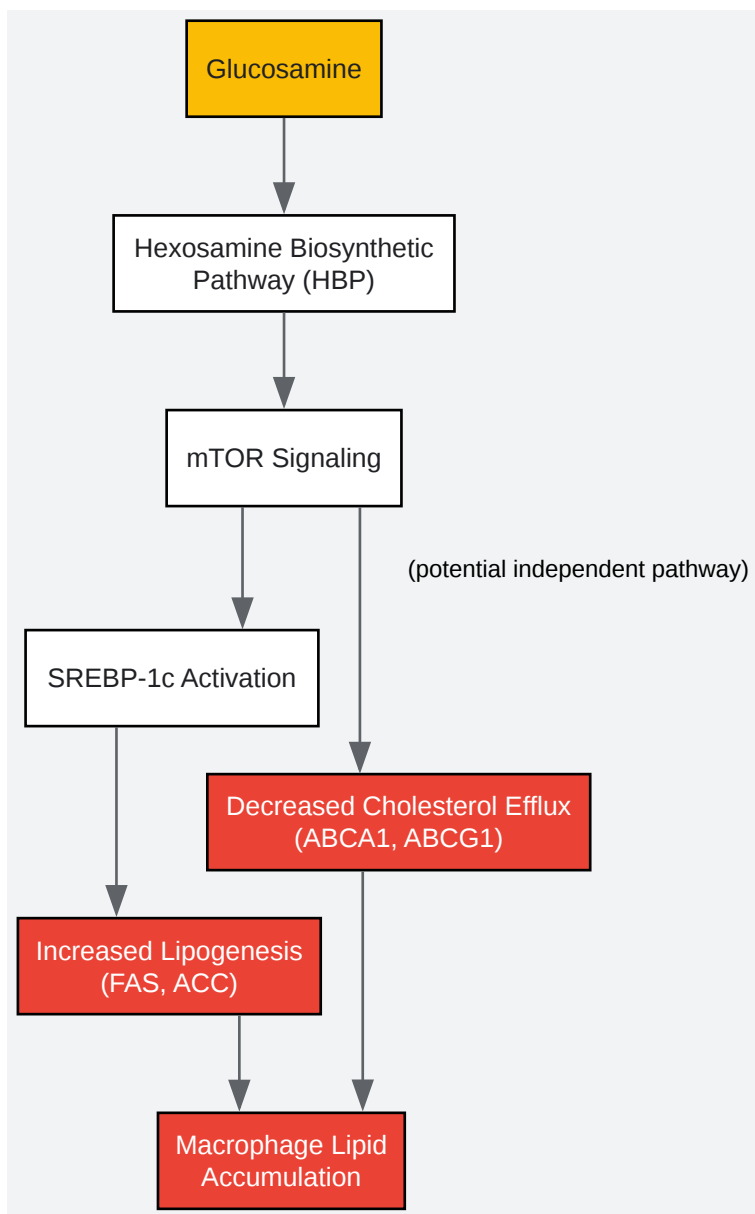 Glucosamine
Hexosamine Biosynthetic
Pathway (HBP)
mTOR Signaling
(potential independent pathway)
SREBP-1c Activation
Decreased Cholesterol Efflux
(ABCA1, ABCG1)
Increased Lipogenesis
(FAS, ACC)
Macrophage Lipid
Accumulation